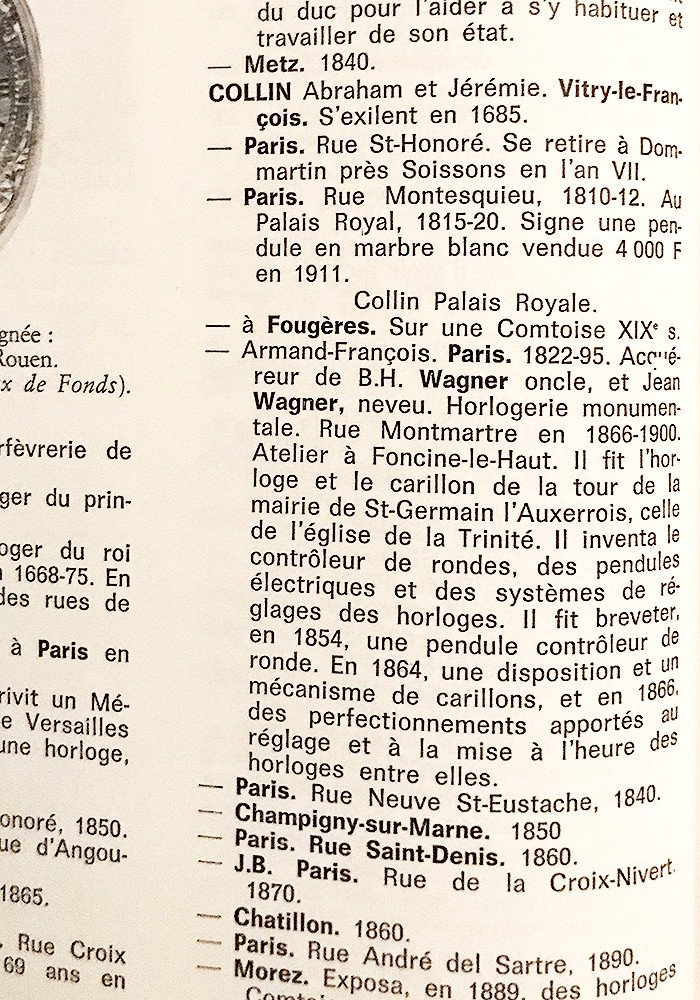 gnée :
Rouen.
x de Fonds).
rfèvrerie de
ger du prin-
oger du roi
1668-75. En
des rues de
à Paris en
rivit un Mé-
e Versailles
une horloge,
onoré, 1850.
ue d'Angou-
1865.
. Rue Croix
69 ans en
du duc pour l'aider à s'y habituer et
travailler de son état.
— Metz. 1840.
COLLIN Abraham et Jérémie. Vitry-le-Fran-
çois. S'exilent en 1685.
— Paris. Rue St-Honoré. Se retire à Dom-
martin près Soissons en l'an VII.
— Paris. Rue Montesquieu, 1810-12. Au
Palais Royal, 1815-20. Signe une pen-
dule en marbre blanc vendue 4 000 F
en 1911.
Collin Palais Royale.
— à Fougères. Sur une Comtoise XIXe s.
— Armand-François. Paris. 1822-95. Acqué-
reur de B.H. Wagner oncle, et Jean
Wagner, neveu. Horlogerie monumen-
tale. Rue Montmartre en 1866-1900.
Atelier à Foncine-le-Haut. Il fit l'hor-
loge et le carillon de la tour de la
mairie de St-Germain l'Auxerrois, celle
de l'église de la Trinité. Il inventa le
contrôleur de rondes, des pendules
électriques et des systèmes de ré-
glages des horloges. Il fit breveter,
en 1854, une pendule contrôleur de
ronde. En 1864, une disposition et un
mécanisme de carillons, et en 1866,
des perfectionnements apportés au
réglage et à la mise à l'heure des
horloges entre elles.
— Paris. Rue Neuve St-Eustache, 1840.
— Champigny-sur-Marne. 1850
— Paris. Rue Saint-Denis. 1860.
— J.B. Paris. Rue de la Croix-Nivert.
1870.
— Chatillon. 1860.
— Paris. Rue André del Sartre, 1890.
— Morez. Exposa, en 1889, des horloges